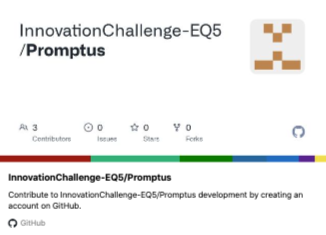 InnovationChallenge-EQ5
/Promptus
3
Contributors
0
Issues
0
Stars
0
Forks
InnovationChallenge-EQ5/Promptus
Contribute to InnovationChallenge-EQ5/Promptus development by creating an
account on GitHub.
GitHub